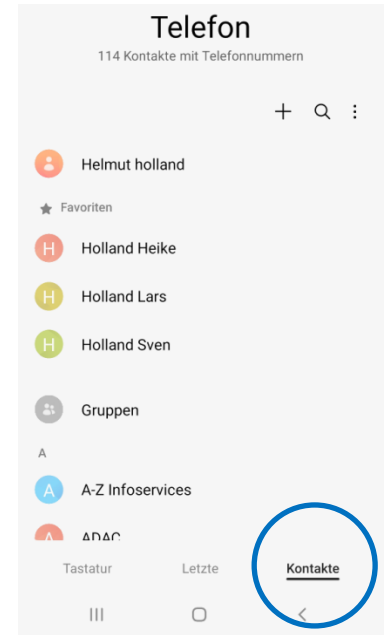 Telefon
114 Kontakte mit Telefonnummern
Helmut holland
Favoriten
H Holland Heike
H Holland Lars
H Holland Sven
Gruppen
A
A A-Z Infoservices
A ADAC
Tastatur Letzte Kontakte